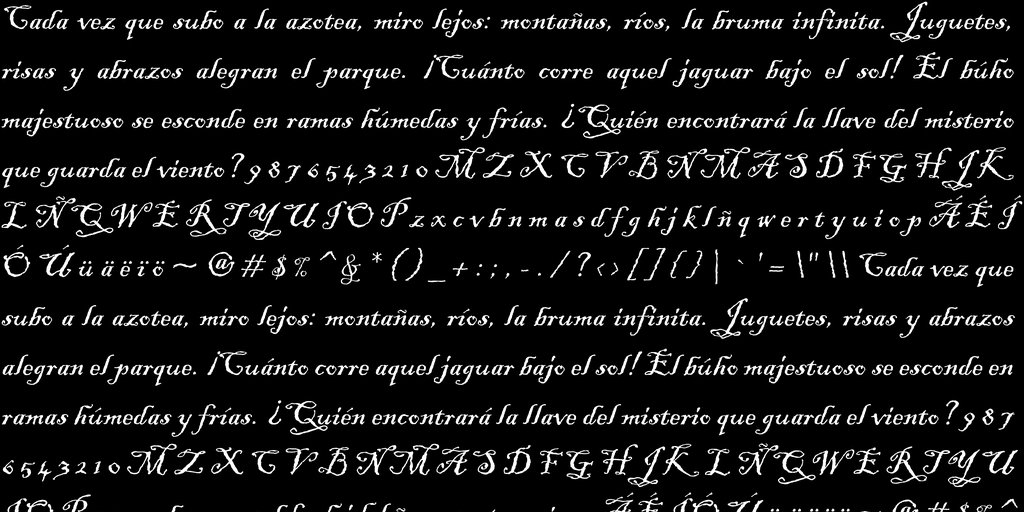 Cada vez que subo a la azotea, miro lejos: montañas, ríos, la bruma infinita. Juguetes,
risas y abrazos alegran el parque. ¡Cuánto corre aquel jaguar bajo el sol! El búho
majestuoso se esconde en ramas húmedas y frías. ¿Quién encontrará la llave del misterio
que guarda el viento? 9 8 7 6 5 4 3 2 1 0 M Z X C V B N M A S D F G H J K
L Ñ Q W E R T Y U I O P z x c v b n m a s d f g h j k l ñ q w e r t y u i o p Á É Í
Ó Ú ü ä ë ï ö ~ @ # $ % ^ & * ( ) _ + : ; , - . / ? < > [ ] { } | ` ' = \ " \ \ Cada vez que
subo a la azotea, miro lejos: montañas, ríos, la bruma infinita. Juguetes, risas y abrazos
alegran el parque. ¡Cuánto corre aquel jaguar bajo el sol! El búho majestuoso se esconde en
ramas húmedas y frías. ¿Quién encontrará la llave del misterio que guarda el viento? 9 8 7
6 5 4 3 2 1 0 M Z X C V B N M A S D F G H J K L Ñ Q W E R T Y U